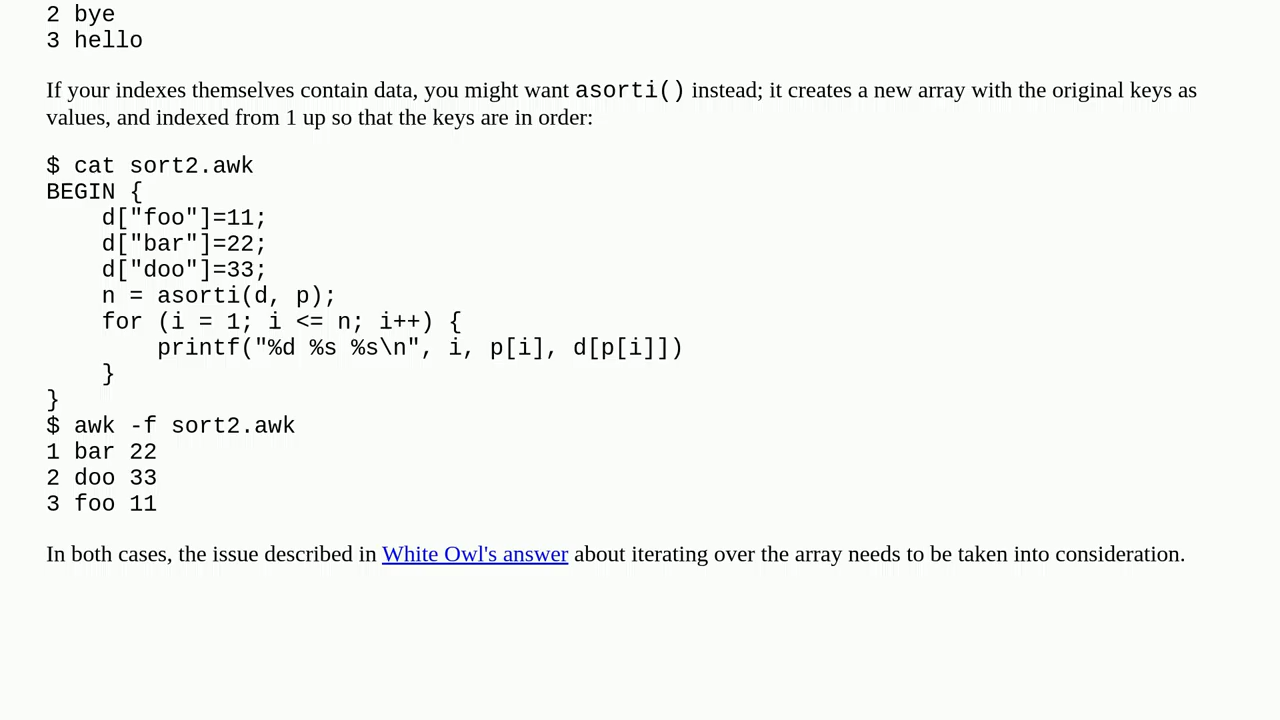 2 bye
3 hello
If your indexes themselves contain data, you might want asorti() instead; it creates a new array with the original keys as
values, and indexed from 1 up so that the keys are in order:
$ cat sort2.awk
BEGIN {
    d["foo"]=11;
    d["bar"]=22;
    d["doo"]=33;
    n = asorti(d, p);
    for (i = 1; i <= n; i++) {
        printf("%d %s %s\n", i, p[i], d[p[i]])
    }
}
$ awk -f sort2.awk
1 bar 22
2 doo 33
3 foo 11
In both cases, the issue described in White Owl's answer about iterating over the array needs to be taken into consideration.